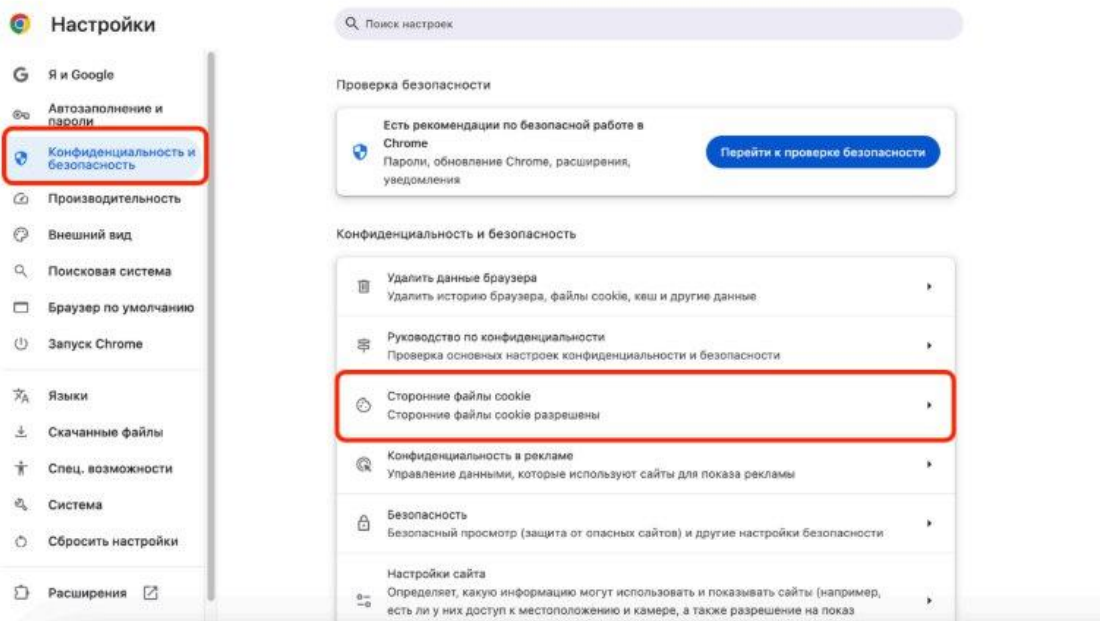 Настройки
Поиск настроек
Я и Google
Автозаполнение и
пароли
Конфиденциальность и
безопасность
Производительность
Внешний вид
Поисковая система
Браузер по умолчанию
Запуск Chrome
Языки
Скачанные файлы
Спец. возможности
Система
Сбросить настройки
Расширения
Проверка безопасности
Есть рекомендации по безопасной работе в
Chrome
Пароли, обновление Chrome, расширения,
уведомления
Перейти к проверке безопасности
Конфиденциальность и безопасность
Удалить данные браузера
Удалить историю браузера, файлы cookie, кеш и другие данные
Руководство по конфиденциальности
Проверка основных настроек конфиденциальности и безопасности
Сторонние файлы cookie
Сторонние файлы cookie разрешены
Конфиденциальность в рекламе
Управление данными, которые используют сайты для показа рекламы
Безопасность
Безопасный просмотр (защита от опасных сайтов) и другие настройки безопасности
Настройки сайта
Определяет, какую информацию могут использовать и показывать сайты (например,
есть ли у них доступ к местоположению и камере, а также разрешение на показ